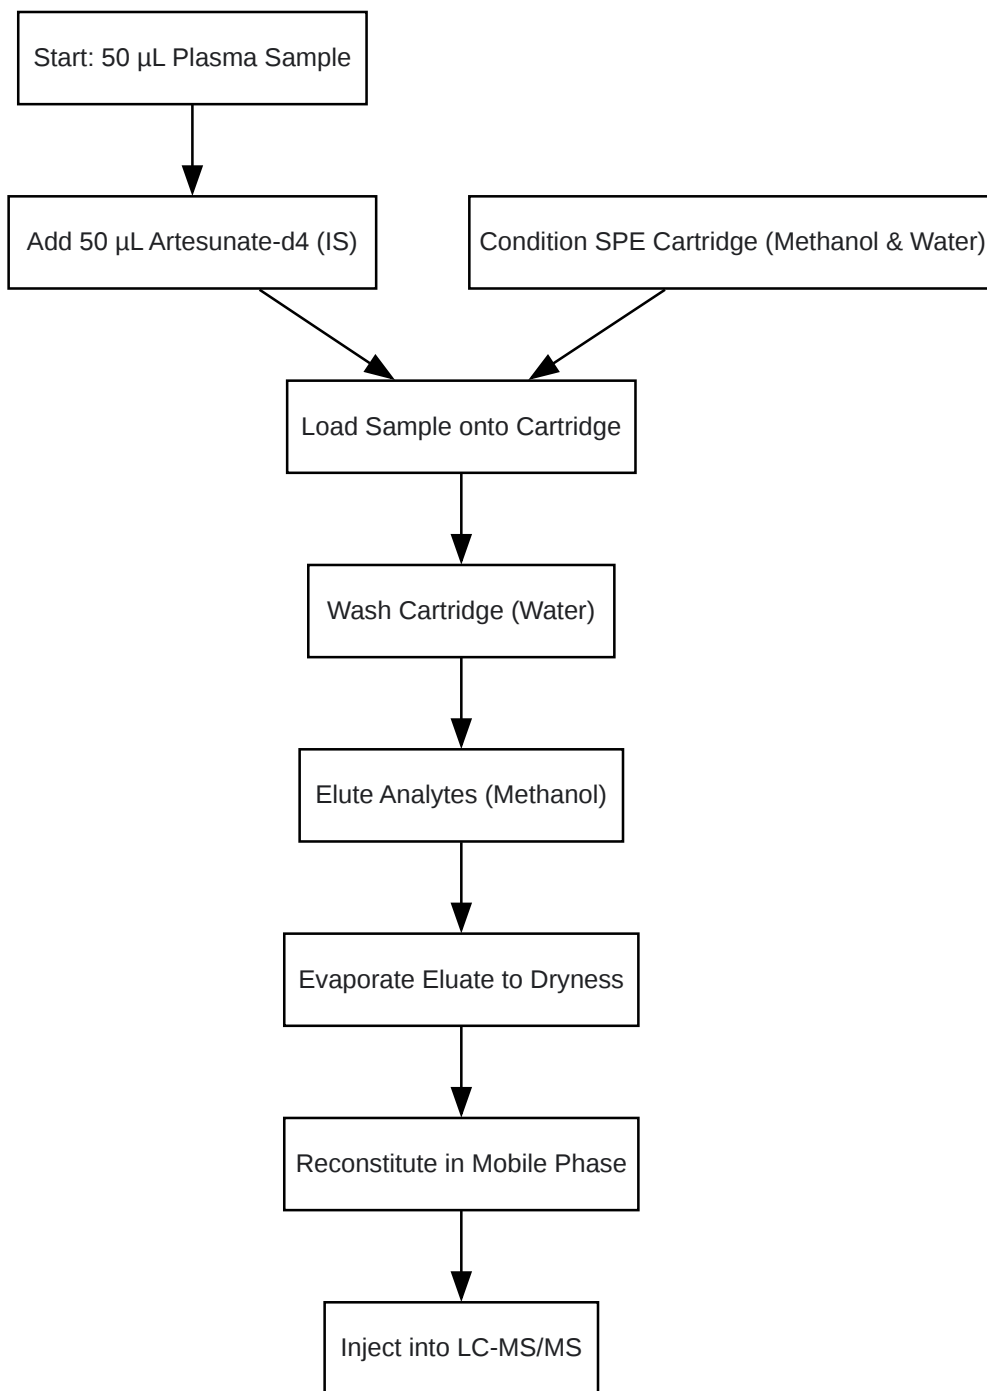 Start: 50 µL Plasma Sample
Add 50 µL Artesunate-d4 (IS)
Condition SPE Cartridge (Methanol & Water)
Load Sample onto Cartridge
Wash Cartridge (Water)
Elute Analytes (Methanol)
Evaporate Eluate to Dryness
Reconstitute in Mobile Phase
Inject into LC-MS/MS